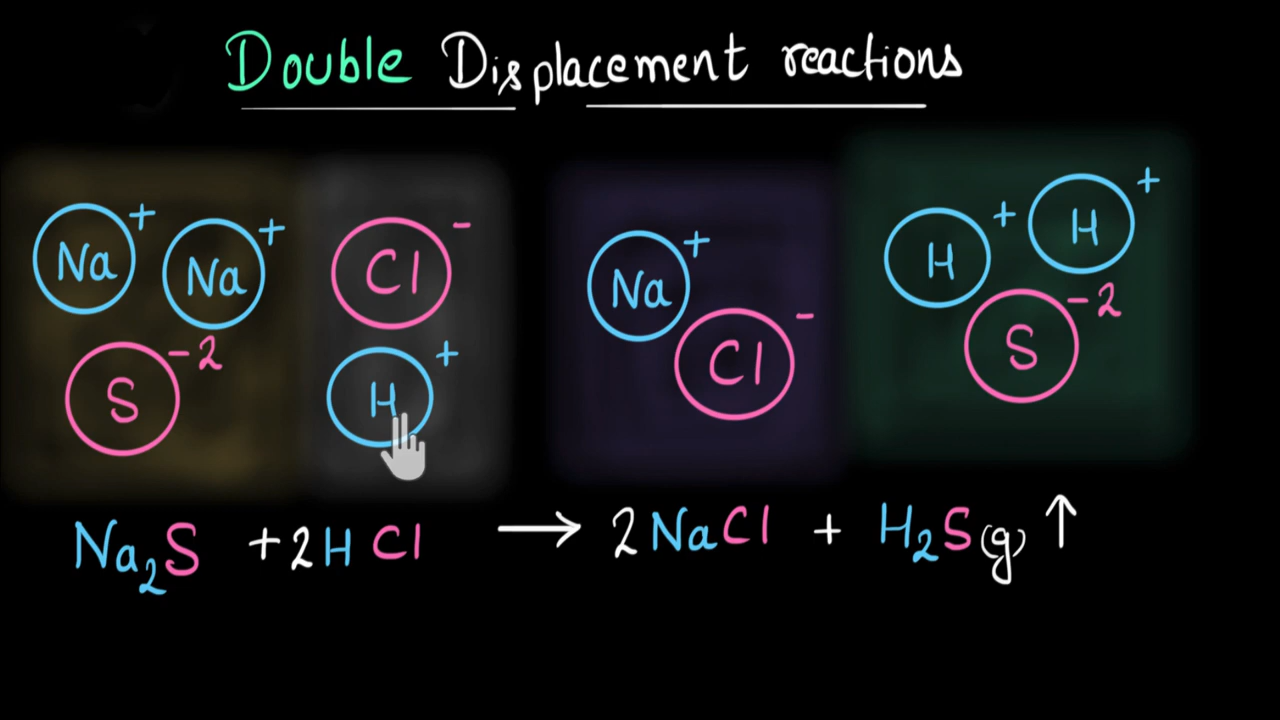 Double Displacement reactions
Na⁺ Na⁺ Cl⁻ Na⁺ H⁺ H⁺
S⁻² H⁺ Cl⁻ S⁻²
Na₂S + 2HCl → 2NaCl + H₂S(g) ↑